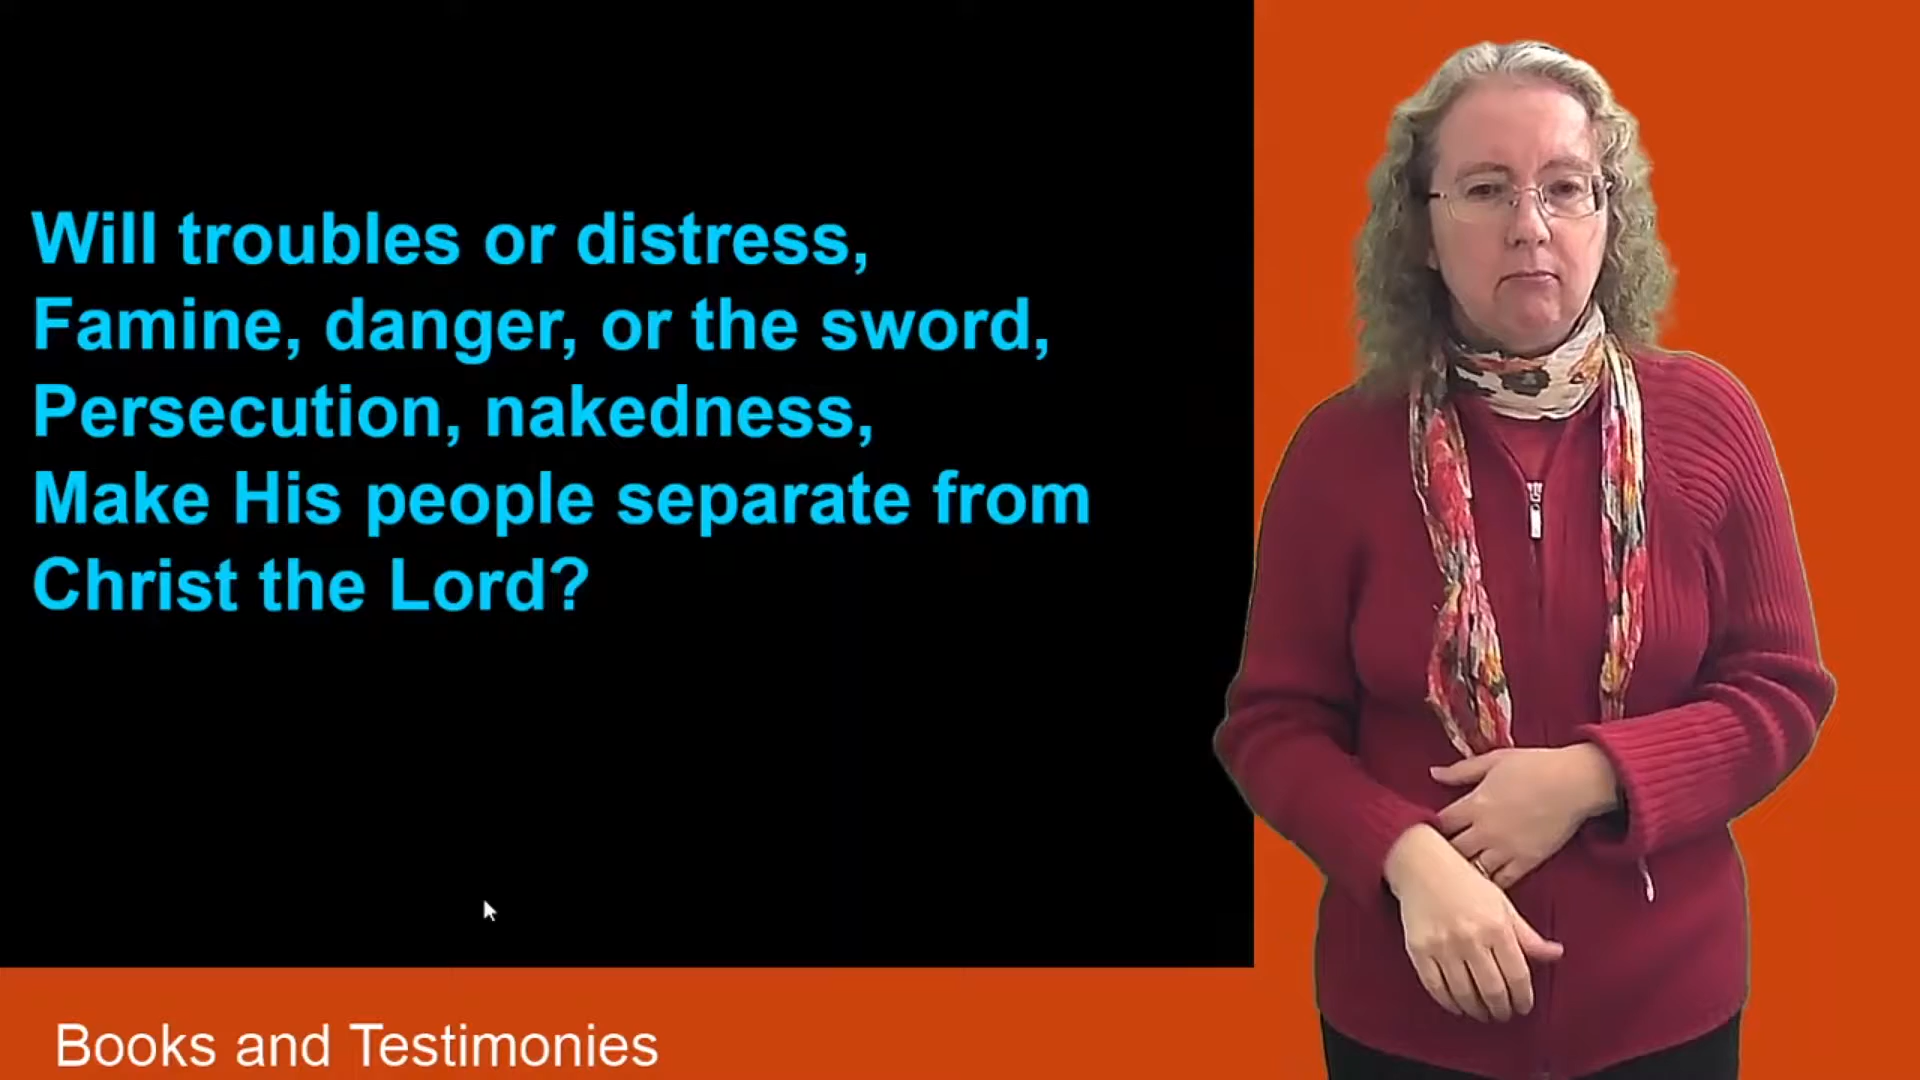 Will troubles or distress,
Famine, danger, or the sword,
Persecution, nakedness,
Make His people separate from
Christ the Lord?
Books and Testimonies